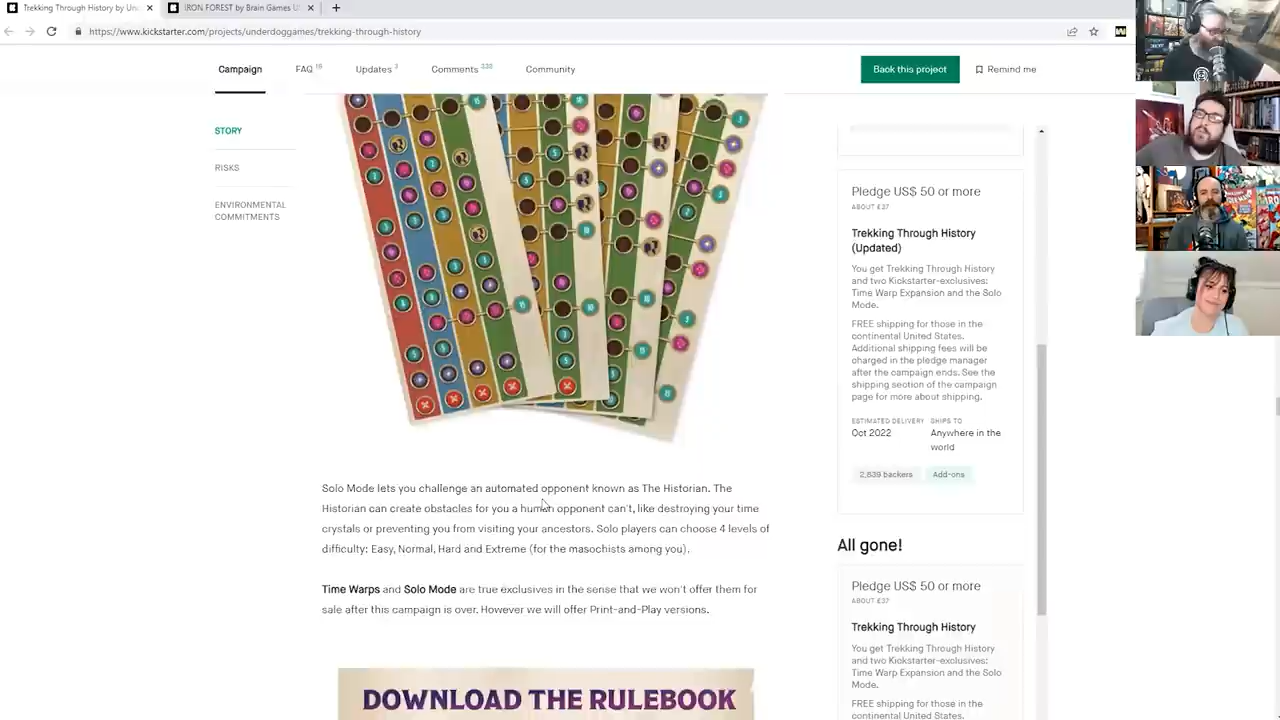 Trekking Through History by Un
IRON FOREST by Brain Games U
https://www.kickstarter.com/projects/underdoggames/trekking-through-history
Campaign
FAQ 16
Updates 3
Comments 338
Community
Back this project
Remind me
STORY
RISKS
ENVIRONMENTAL
COMMITMENTS
Solo Mode lets you challenge an automated opponent known as The Historian. The
Historian can create obstacles for you a human opponent can't, like destroying your time
crystals or preventing you from visiting your ancestors. Solo players can choose 4 levels of
difficulty: Easy, Normal, Hard and Extreme (for the masochists among you).
Time Warps and Solo Mode are true exclusives in the sense that we won't offer them for
sale after this campaign is over. However we will offer Print-and-Play versions.
DOWNLOAD THE RULEBOOK
Pledge US$ 50 or more
ABOUT £37
Trekking Through History
(Updated)
You get Trekking Through History
and two Kickstarter-exclusives:
Time Warp Expansion and the Solo
Mode.
FREE shipping for those in the
continental United States.
Additional shipping fees will be
charged in the pledge manager
after the campaign ends. See the
shipping section of the campaign
page for more about shipping.
ESTIMATED DELIVERY
Oct 2022
SHIPS TO
Anywhere in the
world
2,839 backers
Add-ons
All gone!
Pledge US$ 50 or more
ABOUT £37
Trekking Through History
You get Trekking Through History
and two Kickstarter-exclusives:
Time Warp Expansion and the Solo
Mode.
FREE shipping for those in the
continental United States.